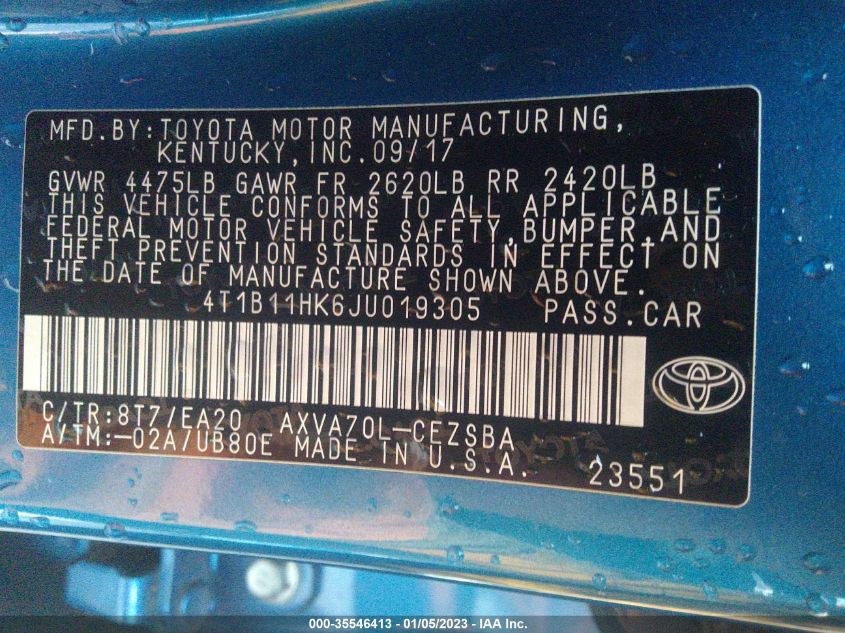 MFD.BY:TOYOTA MOTOR MANUFACTURING,
KENTUCKY,INC.09/17
GVWR 4475LB GAWR FR 2620LB RR 2420LB
THIS VEHICLE CONFORMS TO ALL APPLICABLE
FEDERAL MOTOR VEHICLE SAFETY,BUMPER,AND
THEFT PREVENTION STANDARDS IN EFFECT ON
THE DATE OF MANUFACTURE SHOWN ABOVE.
4T1B11HK6JU019305 PASS.CAR
C/TR:8T7/EA20 AXVA70L-CEZSBA
A/TM:-02A/UB80E MADE IN U.S.A. 23551
000-35546413 - 01/05/2023 - IAA Inc.